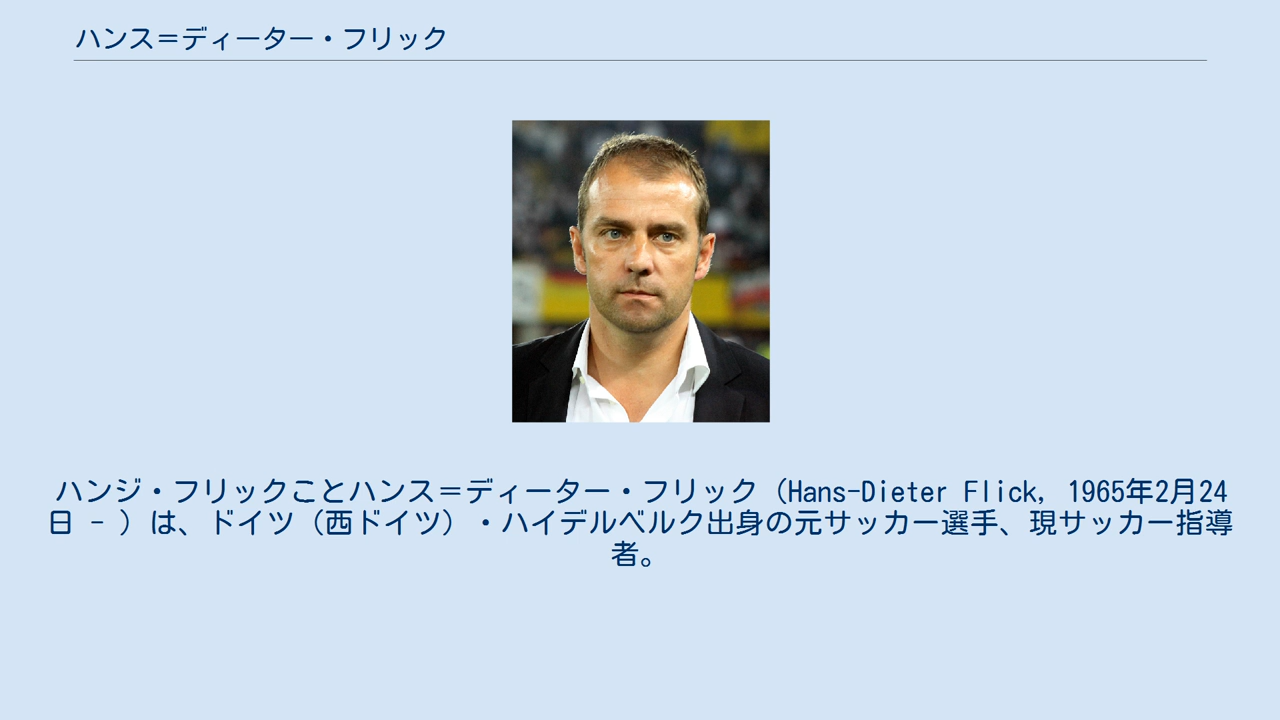 ハンス＝ディーター・フリック
ハンジ・フリックことハンス＝ディーター・フリック（Hans-Dieter Flick, 1965年2月24
日 - ）は、ドイツ（西ドイツ）・ハイデルベルク出身の元サッカー選手、現サッカー指導
者。